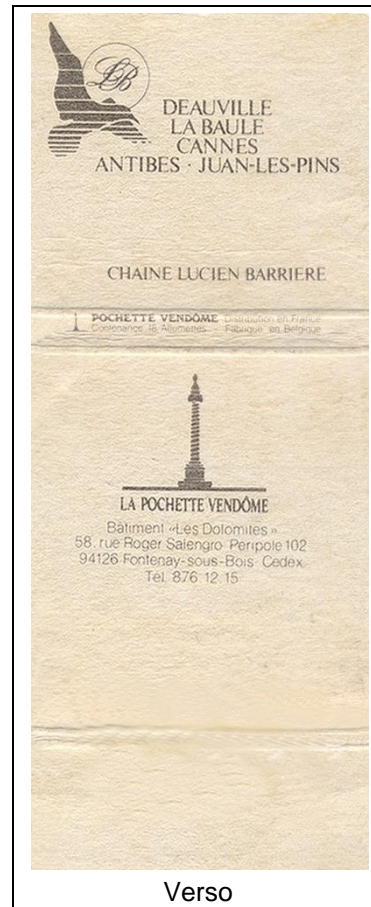 LB
DEAUVILLE
LA BAULE
CANNES
ANTIBES · JUAN-LES-PINS
CHAINE LUCIEN BARRIERE
POCHETTE VENDÔME Distribution en France
Contenance 18 Allumettes - Fabriqué en Belgique
LA POCHETTE VENDÔME
Bâtiment «Les Dolomites»
58, rue Roger Salengro Peripole 102
94126 Fontenay-sous-Bois Cedex
Tel. 876 12 15
Verso